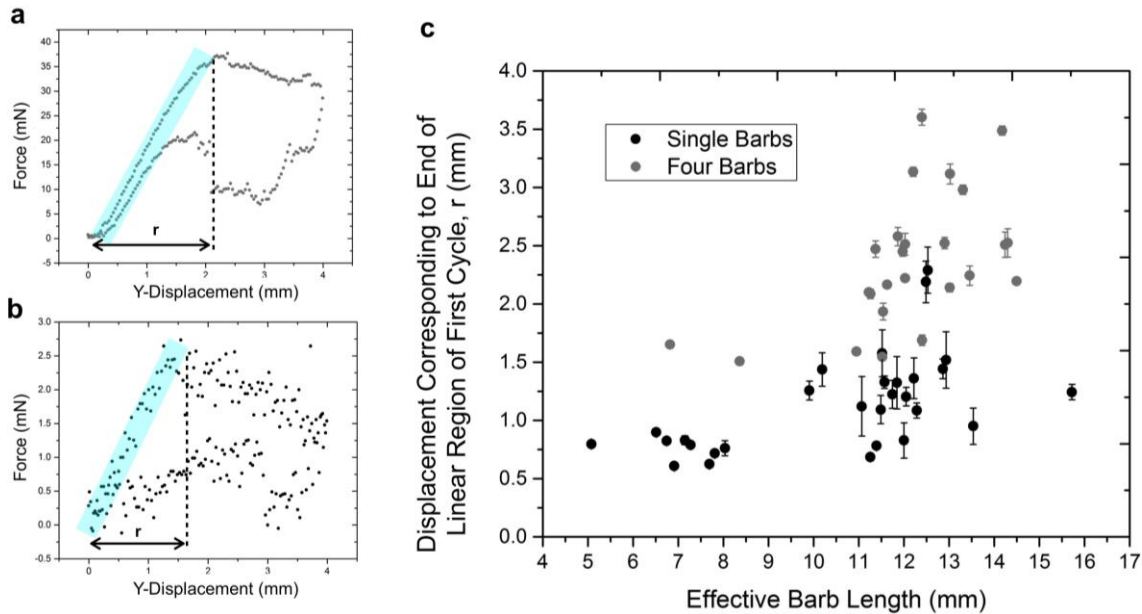 a
40
35
30
25
20
15
10
5
0
-5
Force (mN)
r
0 1 2 3 4
Y-Displacement (mm)
b
3.0
2.5
2.0
1.5
1.0
0.5
0.0
-0.5
Force (mN)
r
0 1 2 3 4
Y-Displacement (mm)
c
Displacement Corresponding to End of
Linear Region of First Cycle, r (mm)
4.0
3.5
3.0
2.5
2.0
1.5
1.0
0.5
0.0
Single Barbs
Four Barbs
4 5 6 7 8 9 10 11 12 13 14 15 16 17
Effective Barb Length (mm)